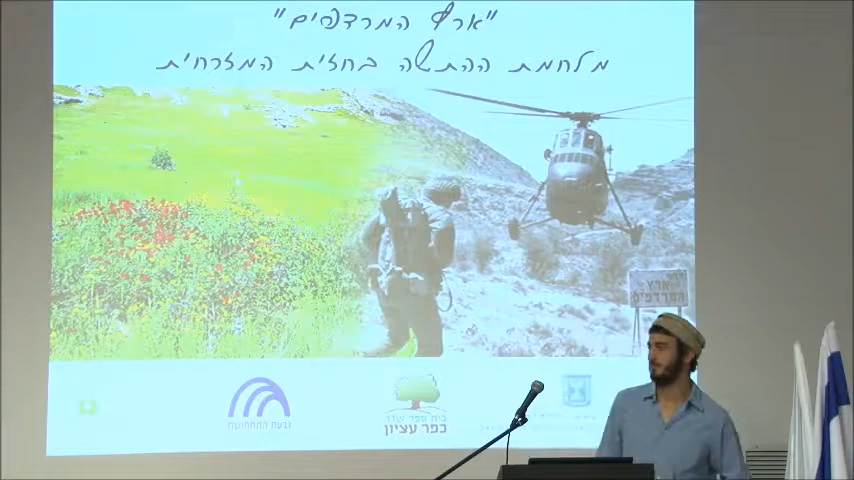 "ארץ המרדפים"
מלחמת ההתשה בחזית המזרחית
ארץ
המרדפים
גבעת התחמושת
בית ספר שדה
כפר עציון